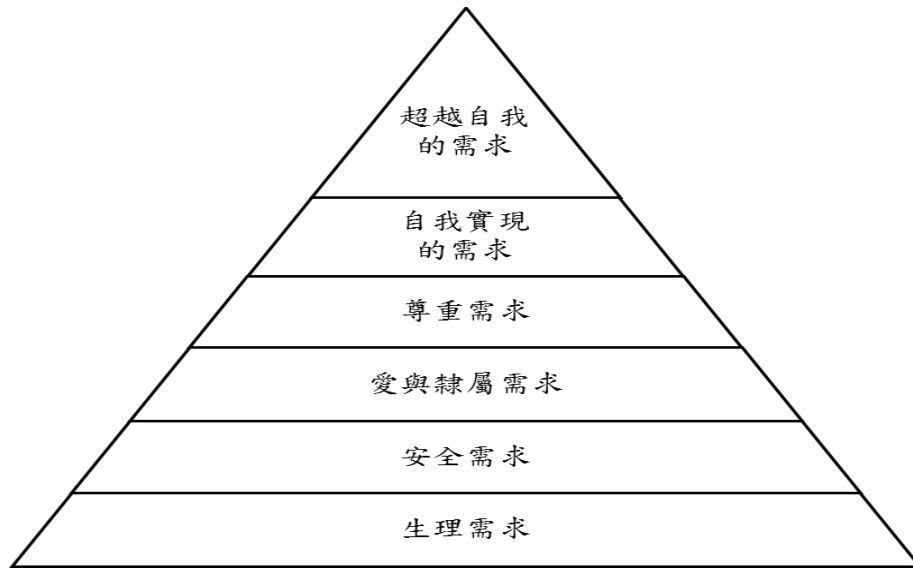 超越自我
的需求
自我實現
的需求
尊重需求
愛與隸屬需求
安全需求
生理需求